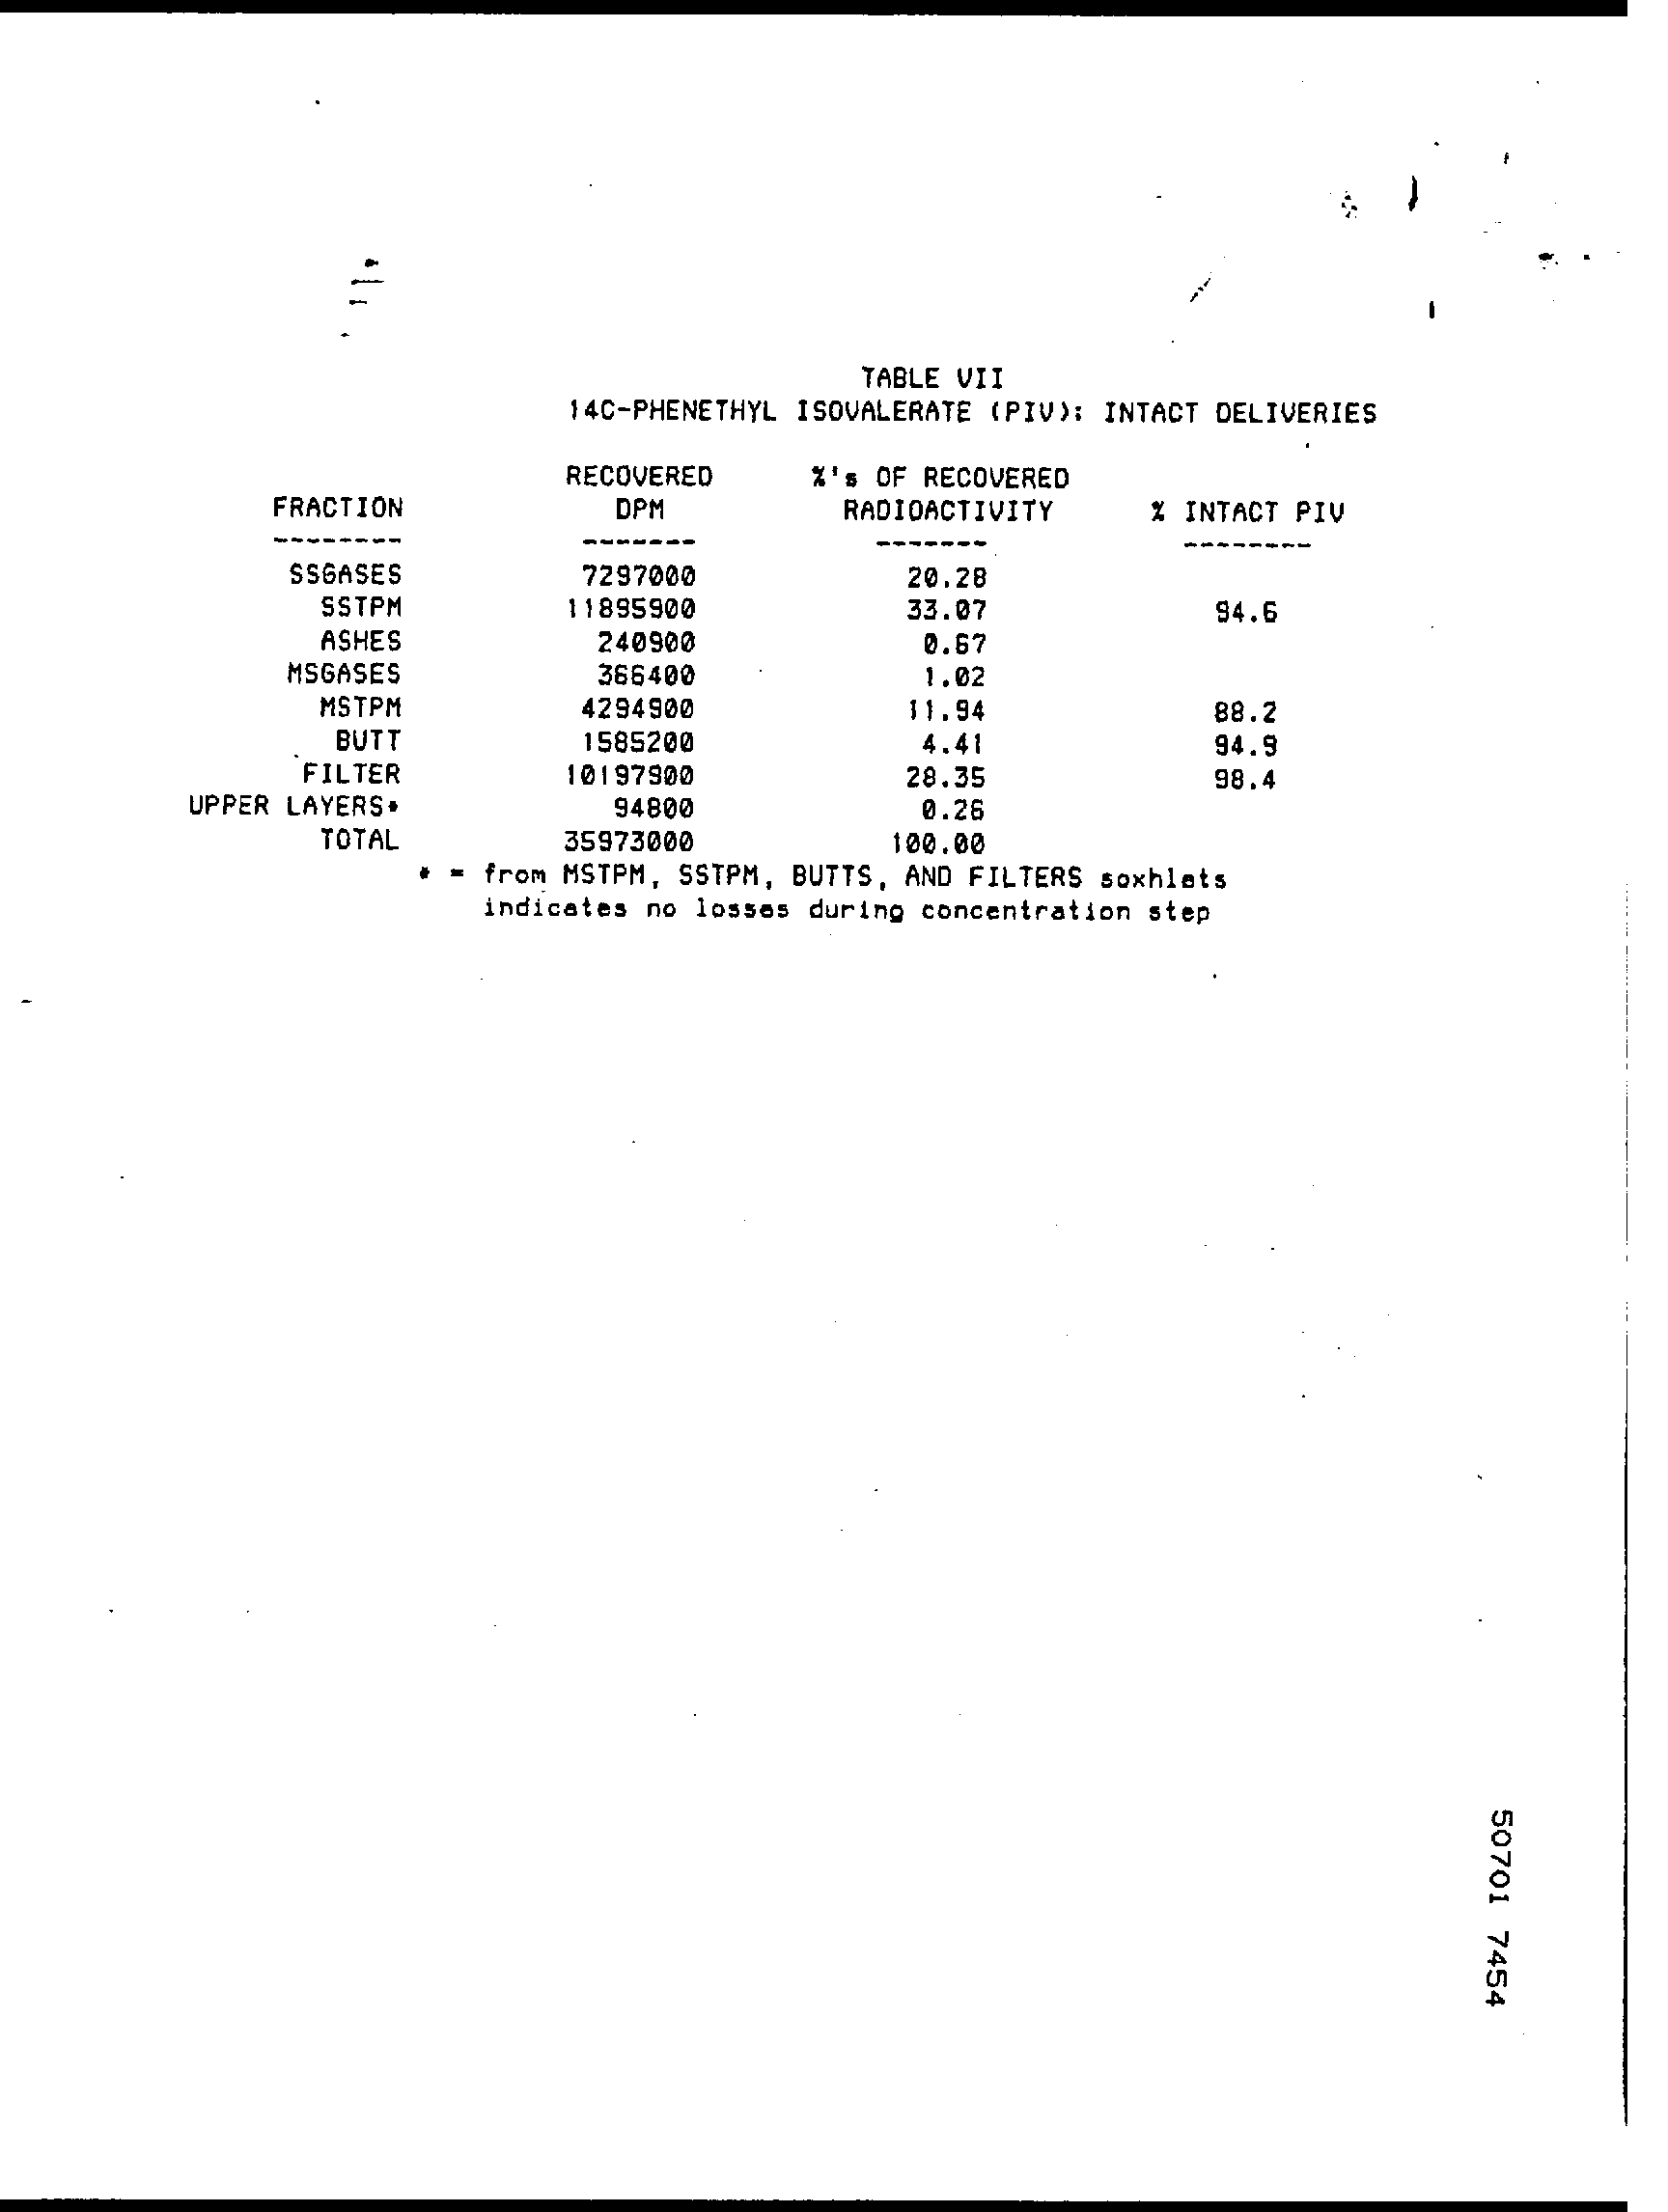 TABLE VII
14C-PHENETHYL ISOVALERATE (PIV): INTACT DELIVERIES
RECOVERED %'s OF RECOVERED
FRACTION DPM RADIOACTIVITY % INTACT PIV
-------- ------- ------- --------
SSGASES 7297000 20.28
SSTPM 11895900 33.07 94.6
ASHES 240900 0.67
MSGASES 366400 1.02
MSTPM 4294900 11.94 88.2
BUTT 1585200 4.41 94.9
FILTER 10197900 28.35 98.4
UPPER LAYERS* 94800 0.26
TOTAL 35973000 100.00
* = from MSTPM, SSTPM, BUTTS, AND FILTERS soxhlets
indicates no losses during concentration step
50701 7454